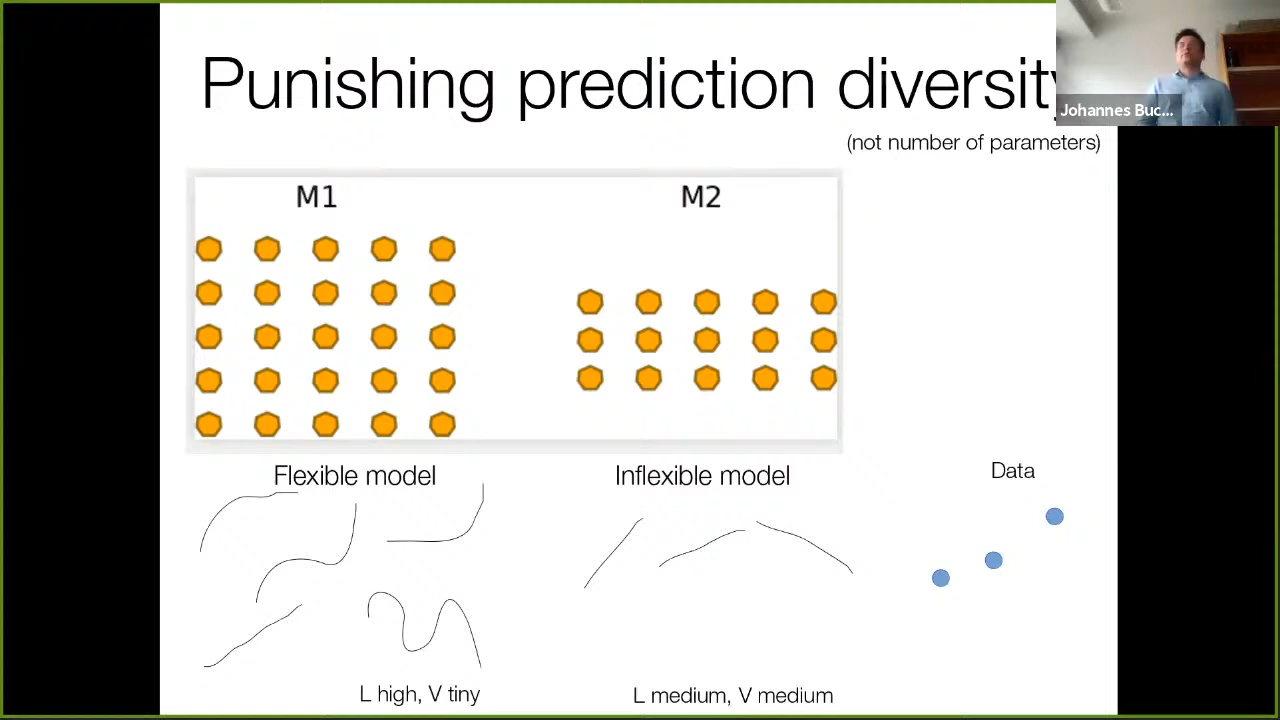 Punishing prediction diversity
Johannes Buc...
(not number of parameters)
M1
M2
Flexible model
Inflexible model
Data
L high, V tiny
L medium, V medium